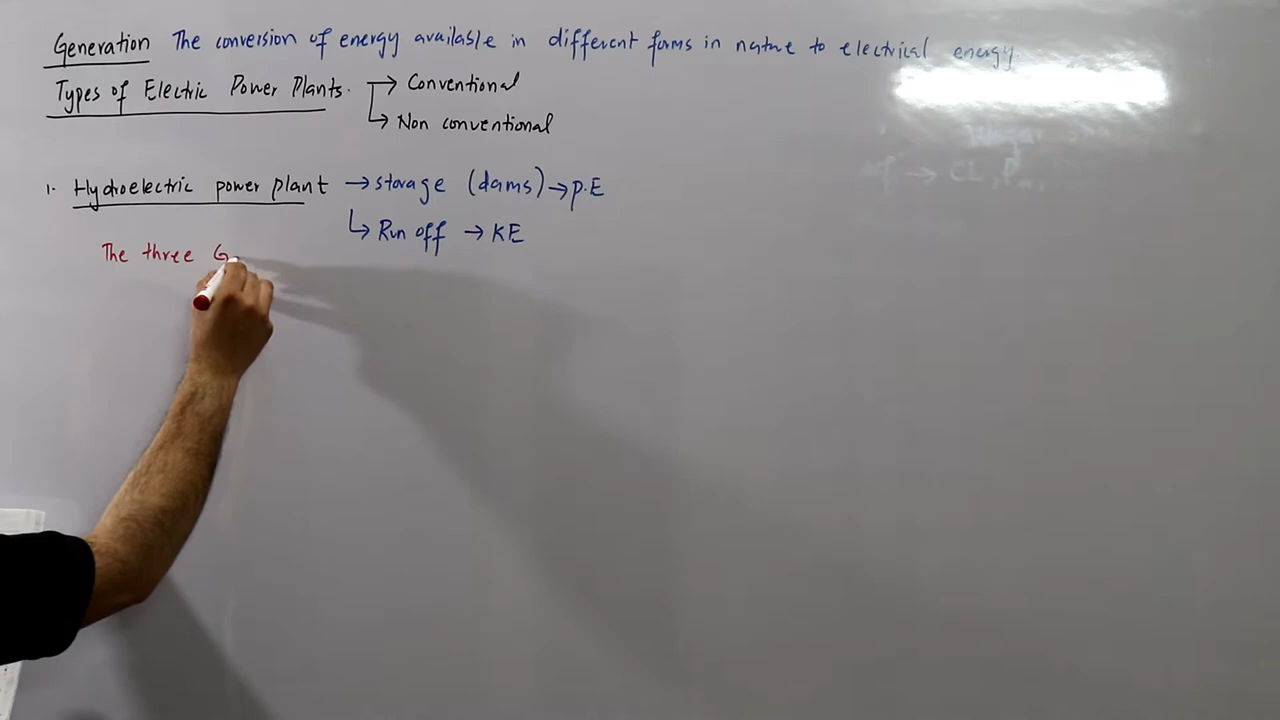 Generation The conversion of energy available in different forms in nature to electrical energy.
Types of Electric Power Plants. → Conventional
↳ Non conventional
1. Hydroelectric power plant → storage (dams) → P.E
↳ Run off → KE
The three G